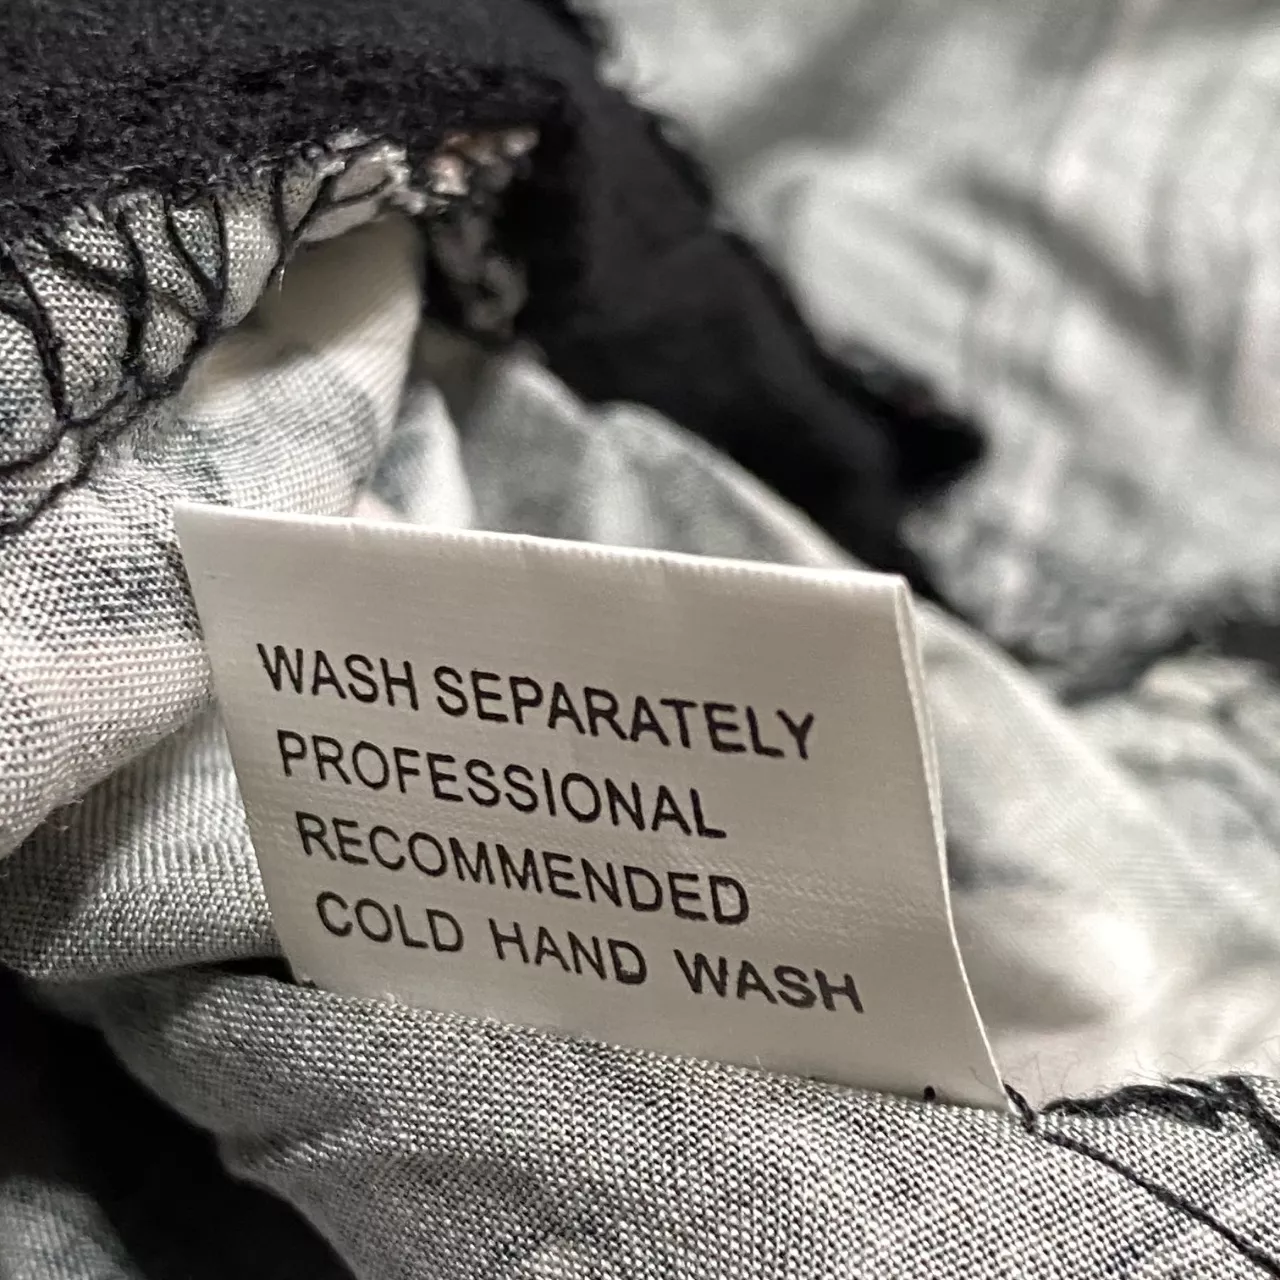 WASH SEPARATELY
PROFESSIONAL
RECOMMENDED
COLD HAND WASH